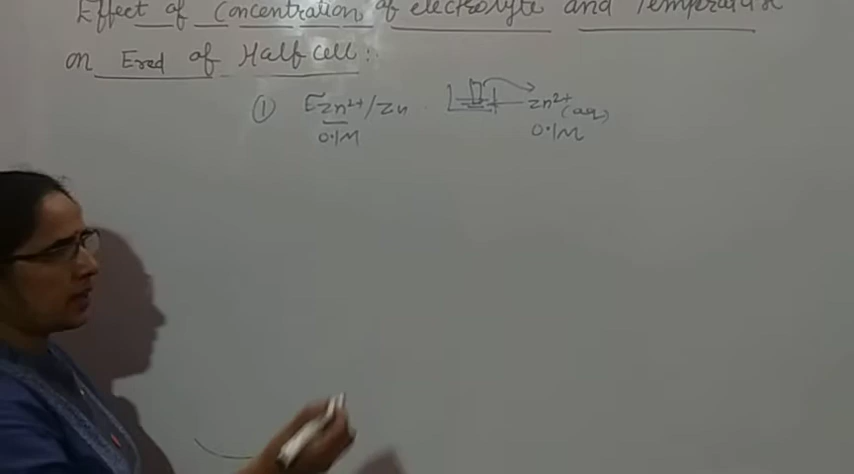 Effect of Concentration of electrolyte and Temperature
on Ered of Half cell :
① E Zn²⁺/Zn Zn²⁺(aq)
0.1M 0.1M